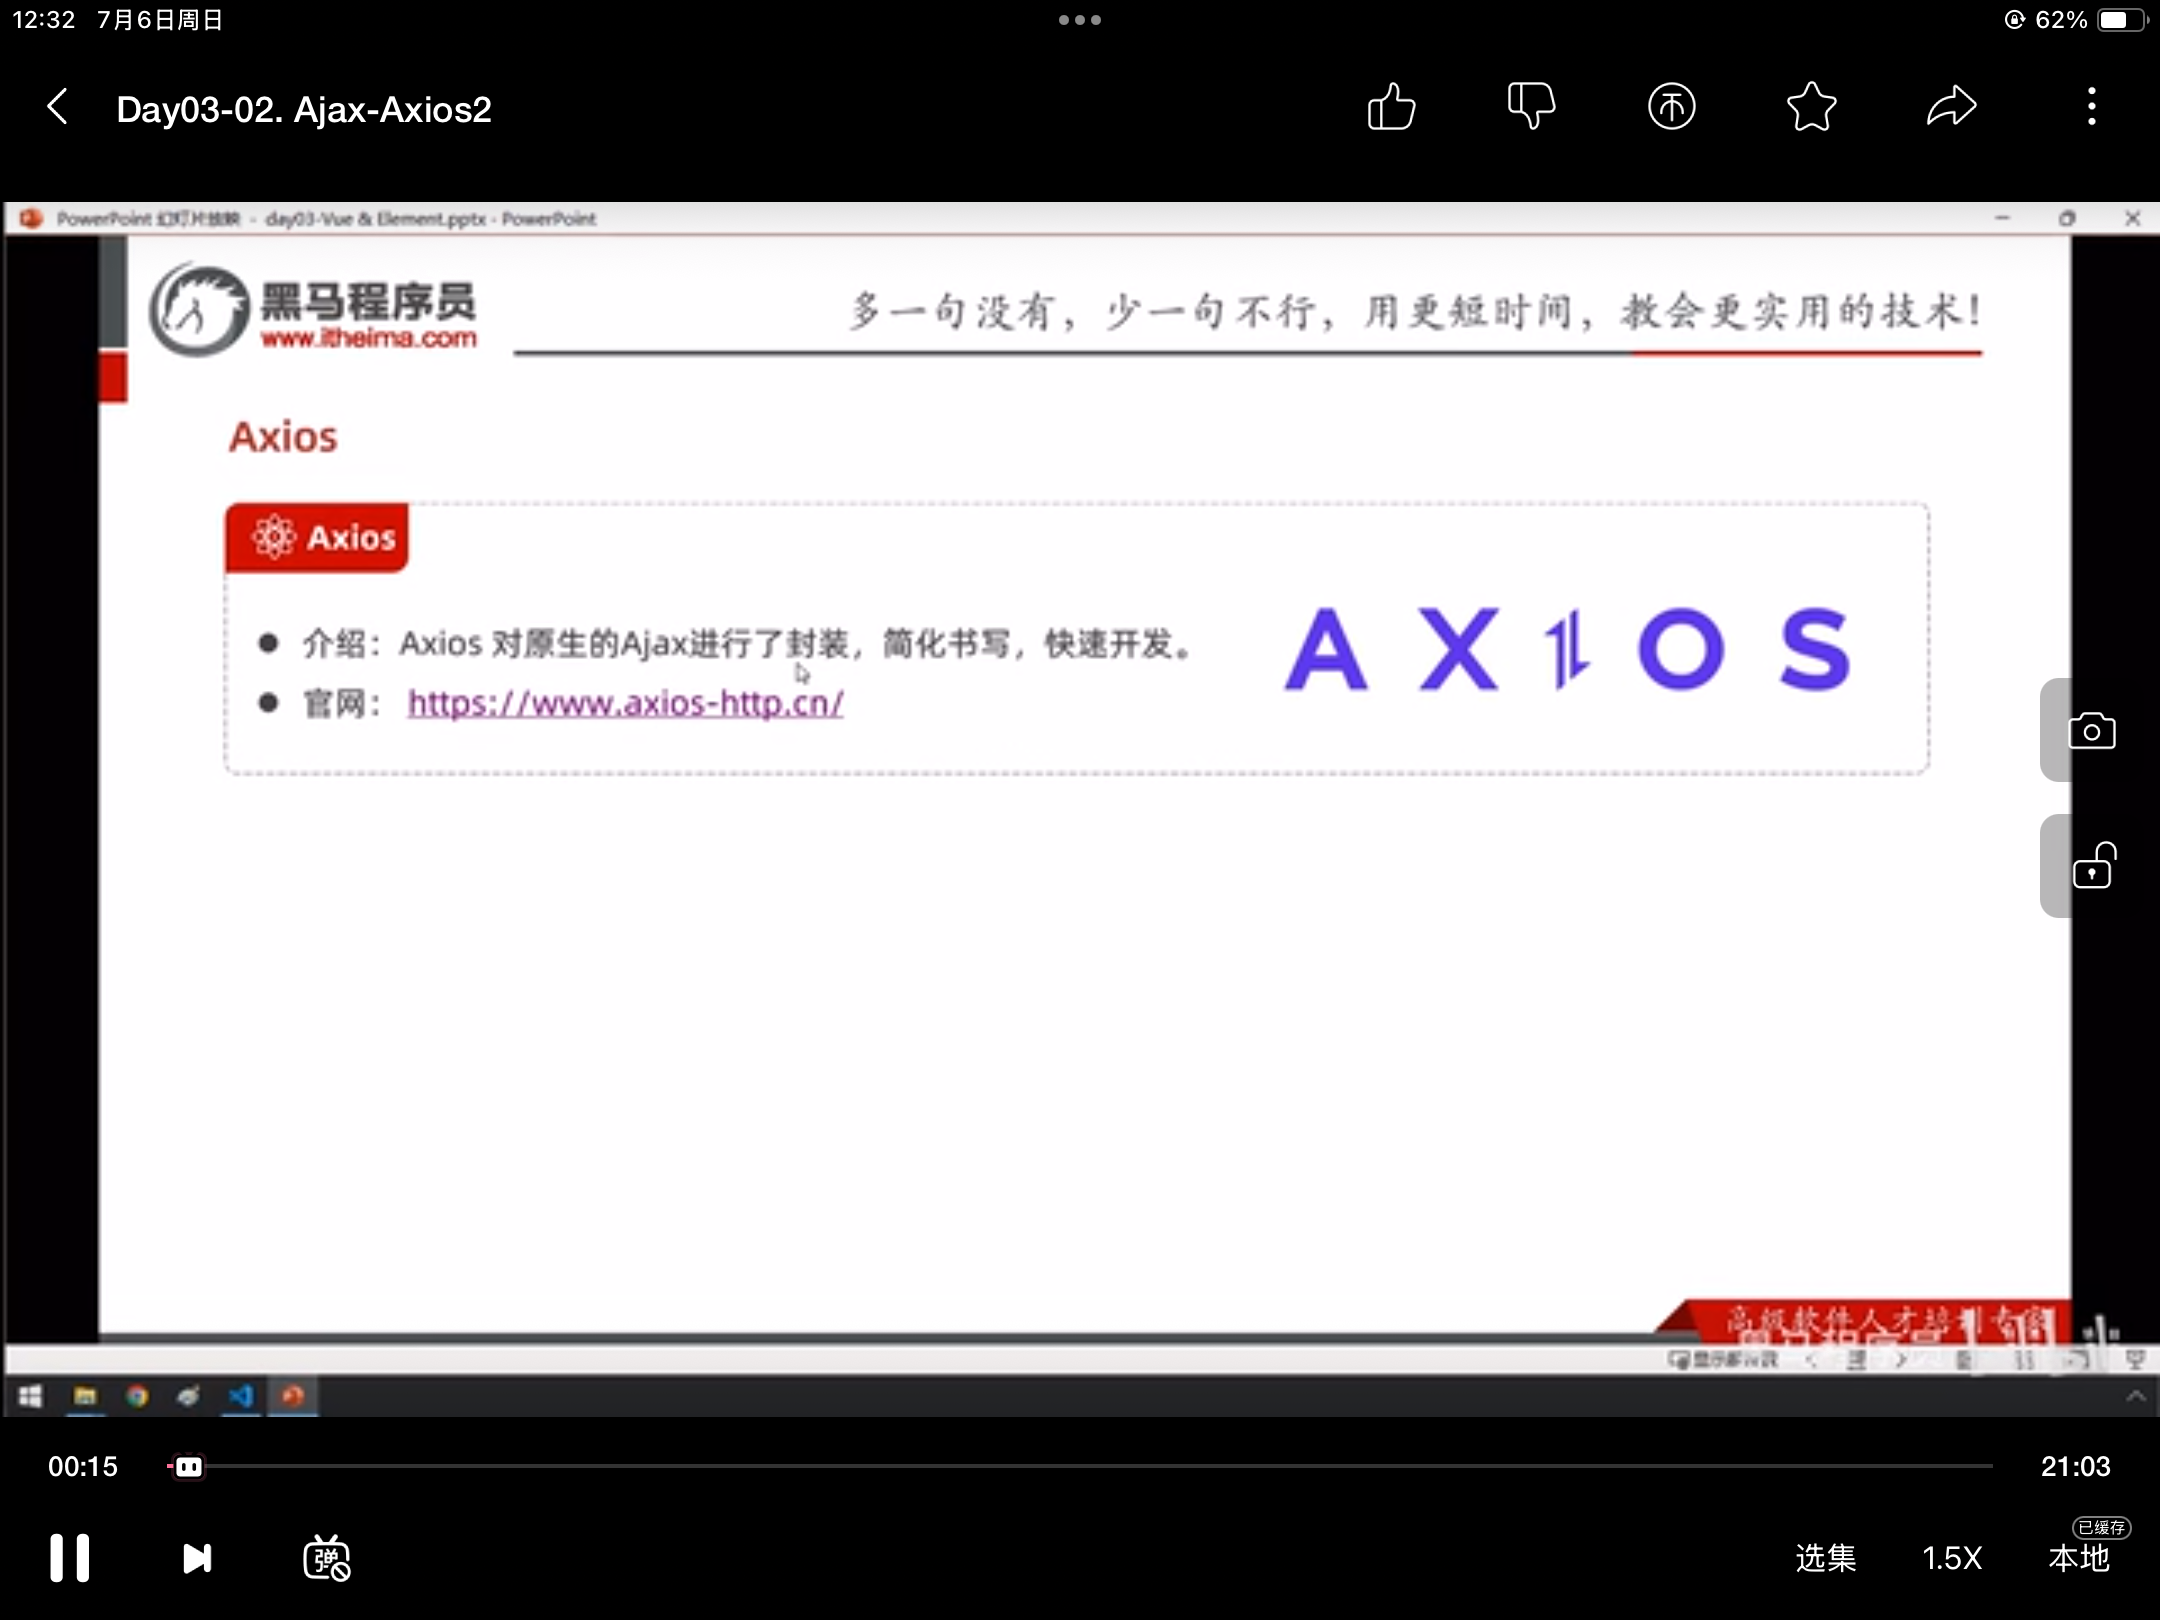 12:32 7月6日周日
62%
Day03-02. Ajax-Axios2
PowerPoint 幻灯片放映 - day03-Vue & Element.pptx - PowerPoint
黑马程序员
www.itheima.com
多一句没有，少一句不行，用更短时间，教会更实用的技术！
Axios
Axios
介绍：Axios 对原生的Ajax进行了封装，简化书写，快速开发。
官网：https://www.axios-http.cn/
AXIOS
高级软件人才培训专家
00:15
21:03
弹
选集
1.5X
已缓存
本地